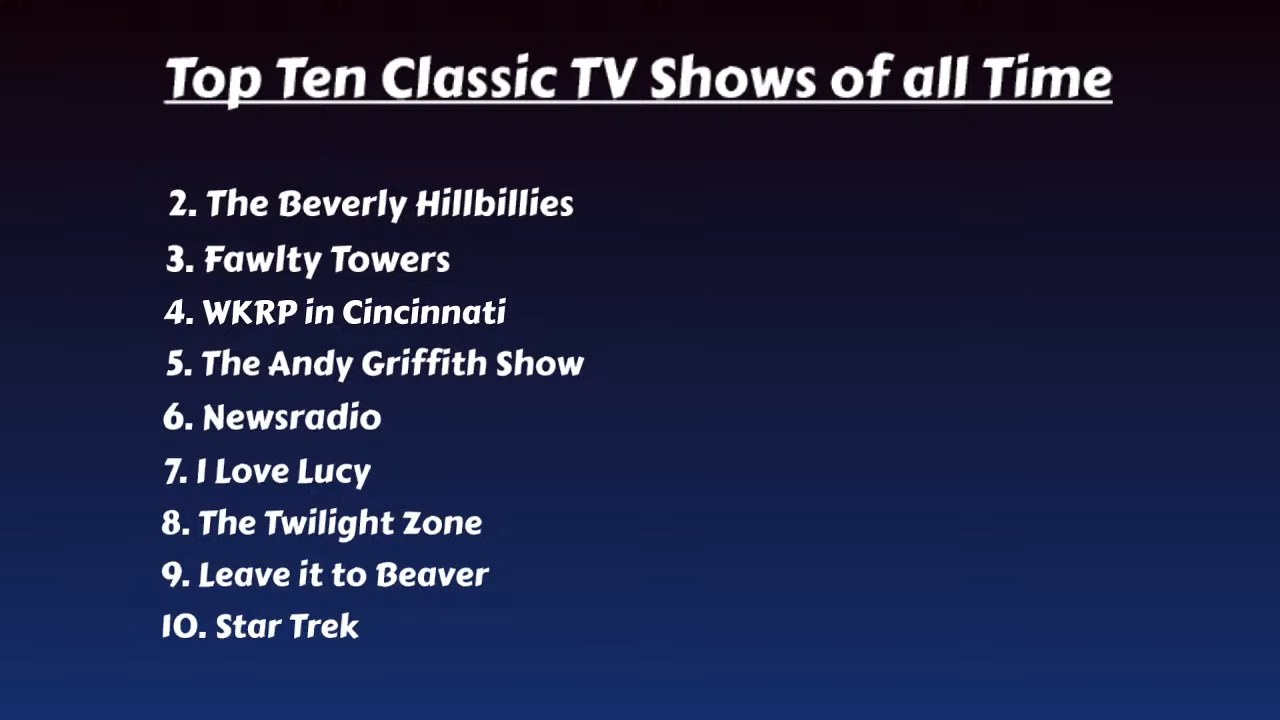 Top Ten Classic TV Shows of all Time
2. The Beverly Hillbillies
3. Fawlty Towers
4. WKRP in Cincinnati
5. The Andy Griffith Show
6. Newsradio
7. I Love Lucy
8. The Twilight Zone
9. Leave it to Beaver
10. Star Trek